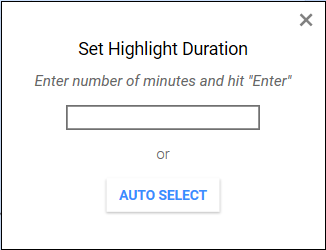 Set Highlight Duration
Enter number of minutes and hit "Enter"
or
AUTO SELECT